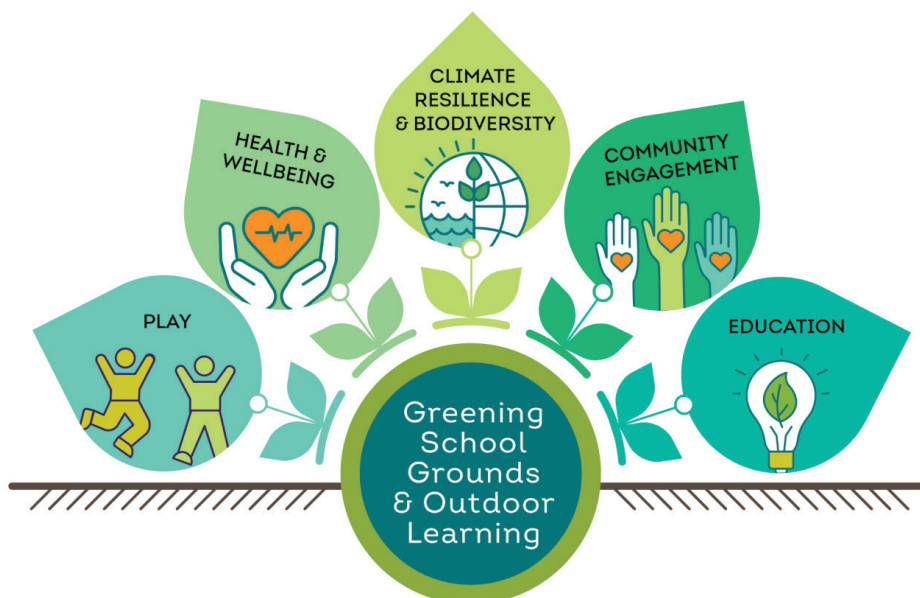 CLIMATE
RESILIENCE
& BIODIVERSITY
HEALTH &
WELLBEING
COMMUNITY
ENGAGEMENT
PLAY
EDUCATION
Greening
School
Grounds
& Outdoor
Learning